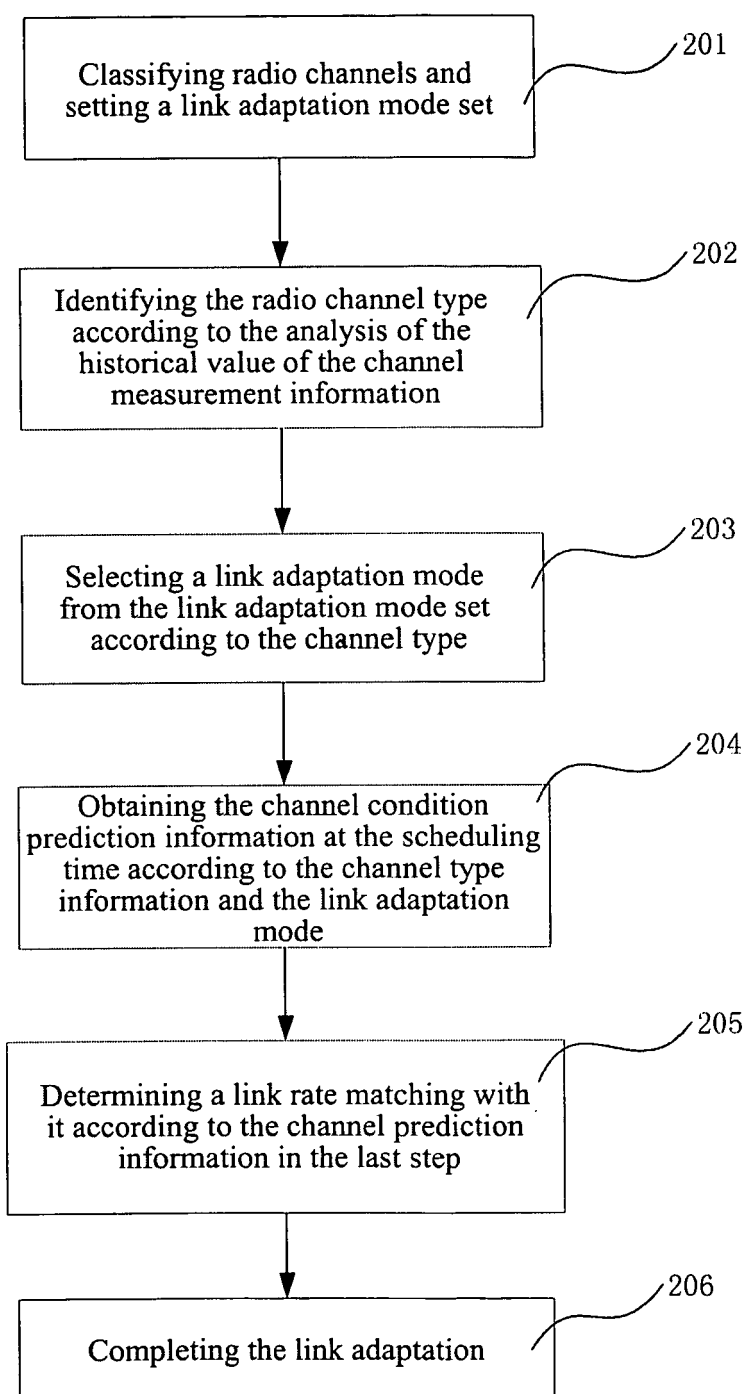 201
Classifying radio channels and
setting a link adaptation mode set
202
Identifying the radio channel type
according to the analysis of the
historical value of the channel
measurement information
203
Selecting a link adaptation mode
from the link adaptation mode set
according to the channel type
204
Obtaining the channel condition
prediction information at the scheduling
time according to the channel type
information and the link adaptation
mode
205
Determining a link rate matching with
it according to the channel prediction
information in the last step
206
Completing the link adaptation